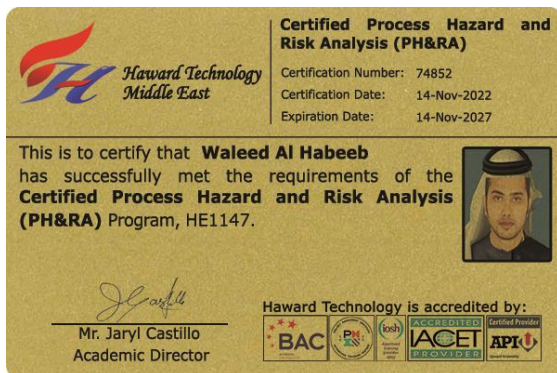 Haward Technology
Middle East
Certified Process Hazard and
Risk Analysis (PH&RA)
Certification Number: 74852
Certification Date: 14-Nov-2022
Expiration Date: 14-Nov-2027
This is to certify that Waleed Al Habeeb
has successfully met the requirements of the
Certified Process Hazard and Risk Analysis
(PH&RA) Program, HE1147.
Mr. Jaryl Castillo
Academic Director
Haward Technology is accredited by:
BAC
iosh
ACCREDITED
IACET
PROVIDER
Certified Provider
API U